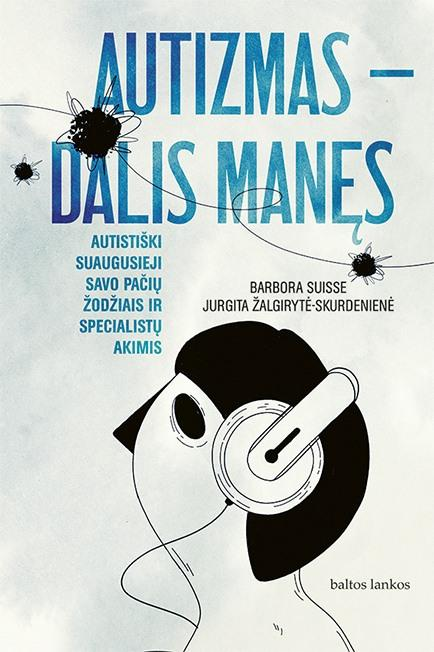 AUTIZMAS –
DALIS MANĘS
AUTISTIŠKI
SUAUGUSIEJI
SAVO PAČIŲ
ŽODŽIAIS IR
SPECIALISTŲ
AKIMIS
BARBORA SUISSE
JURGITA ŽALGIRYTĖ-SKURDENIENĖ
baltos lankos